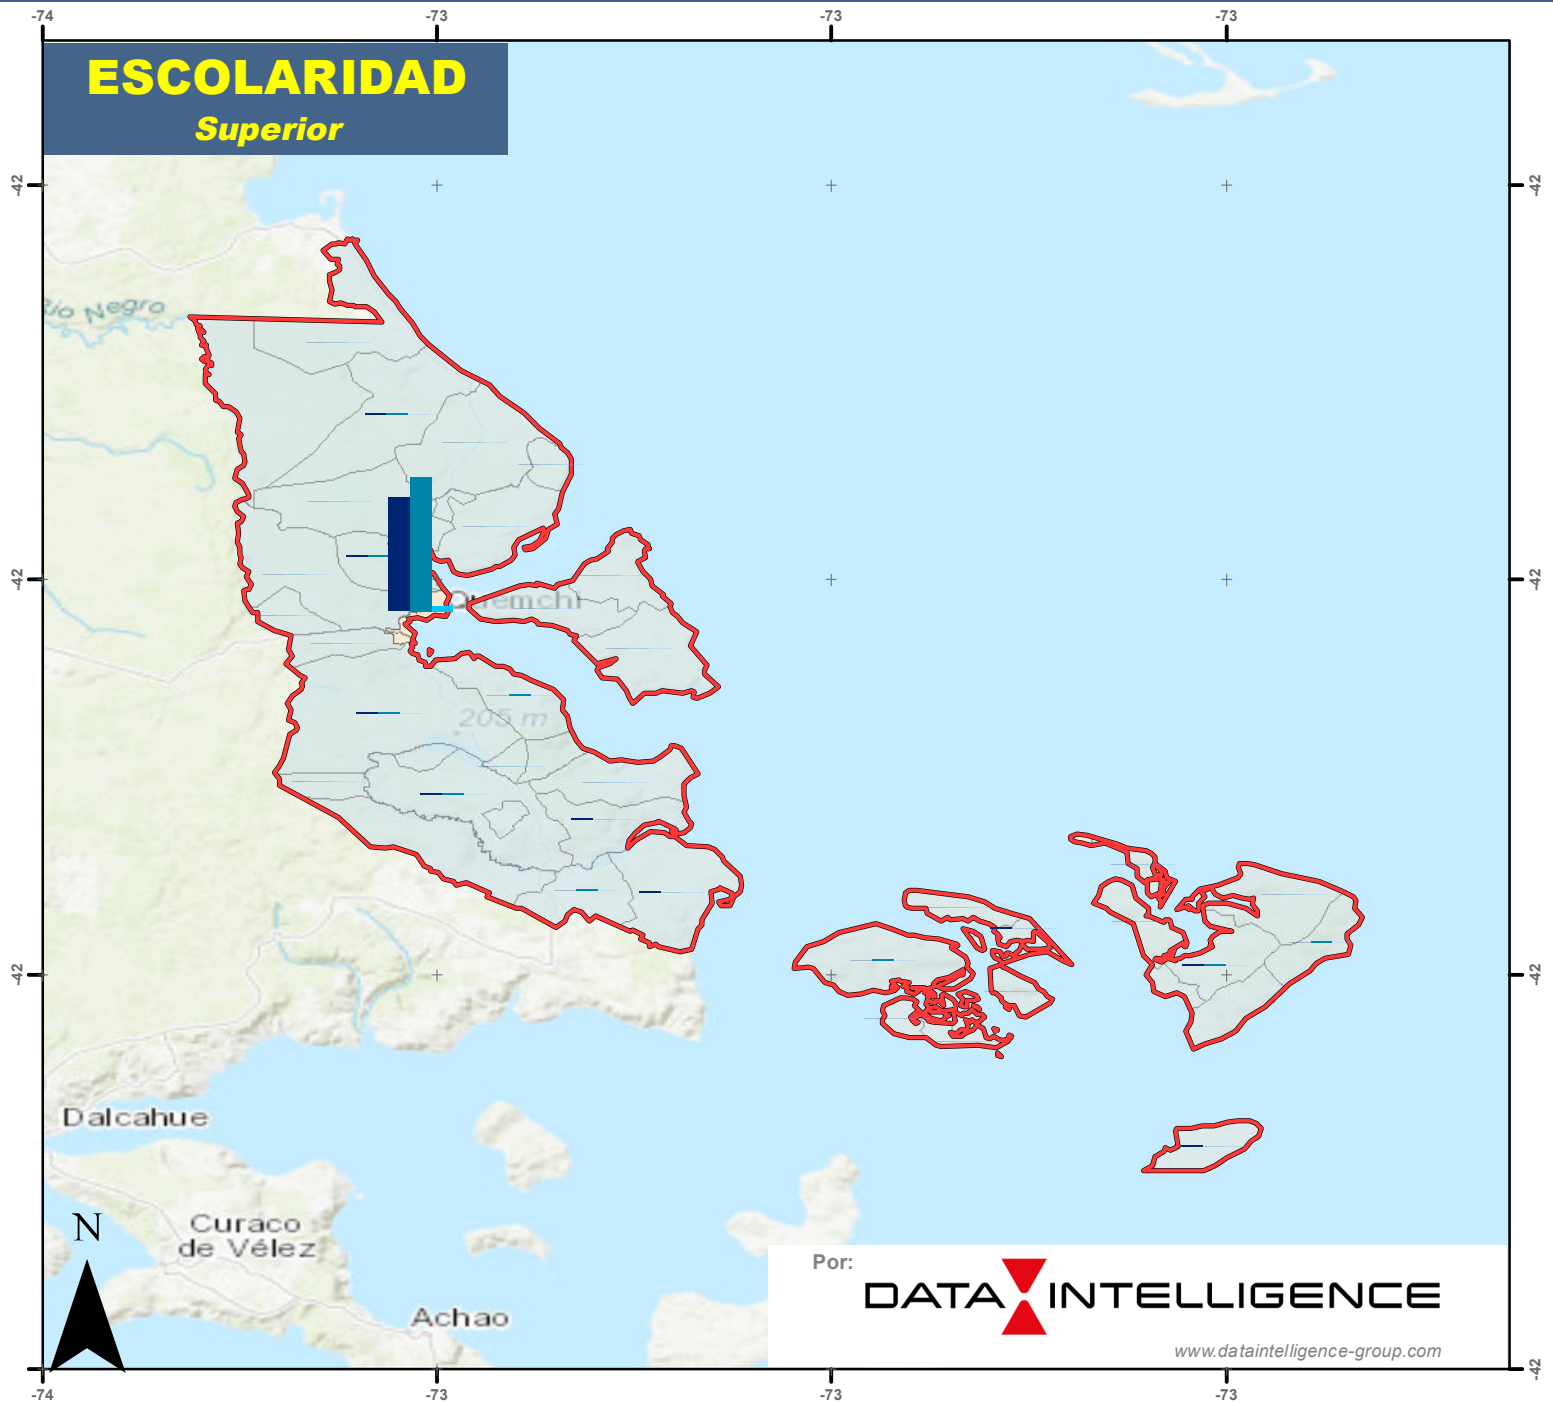 -74
-73
-73
-73
ESCOLARIDAD
Superior
-42
-42
Río Negro
-42
-42
Quemchi
205 m
-42
-42
Dalcahue
Curaco
de Vélez
N
Achao
Por:
DATA INTELLIGENCE
www.dataintelligence-group.com
-42
-74
-73
-73
-73